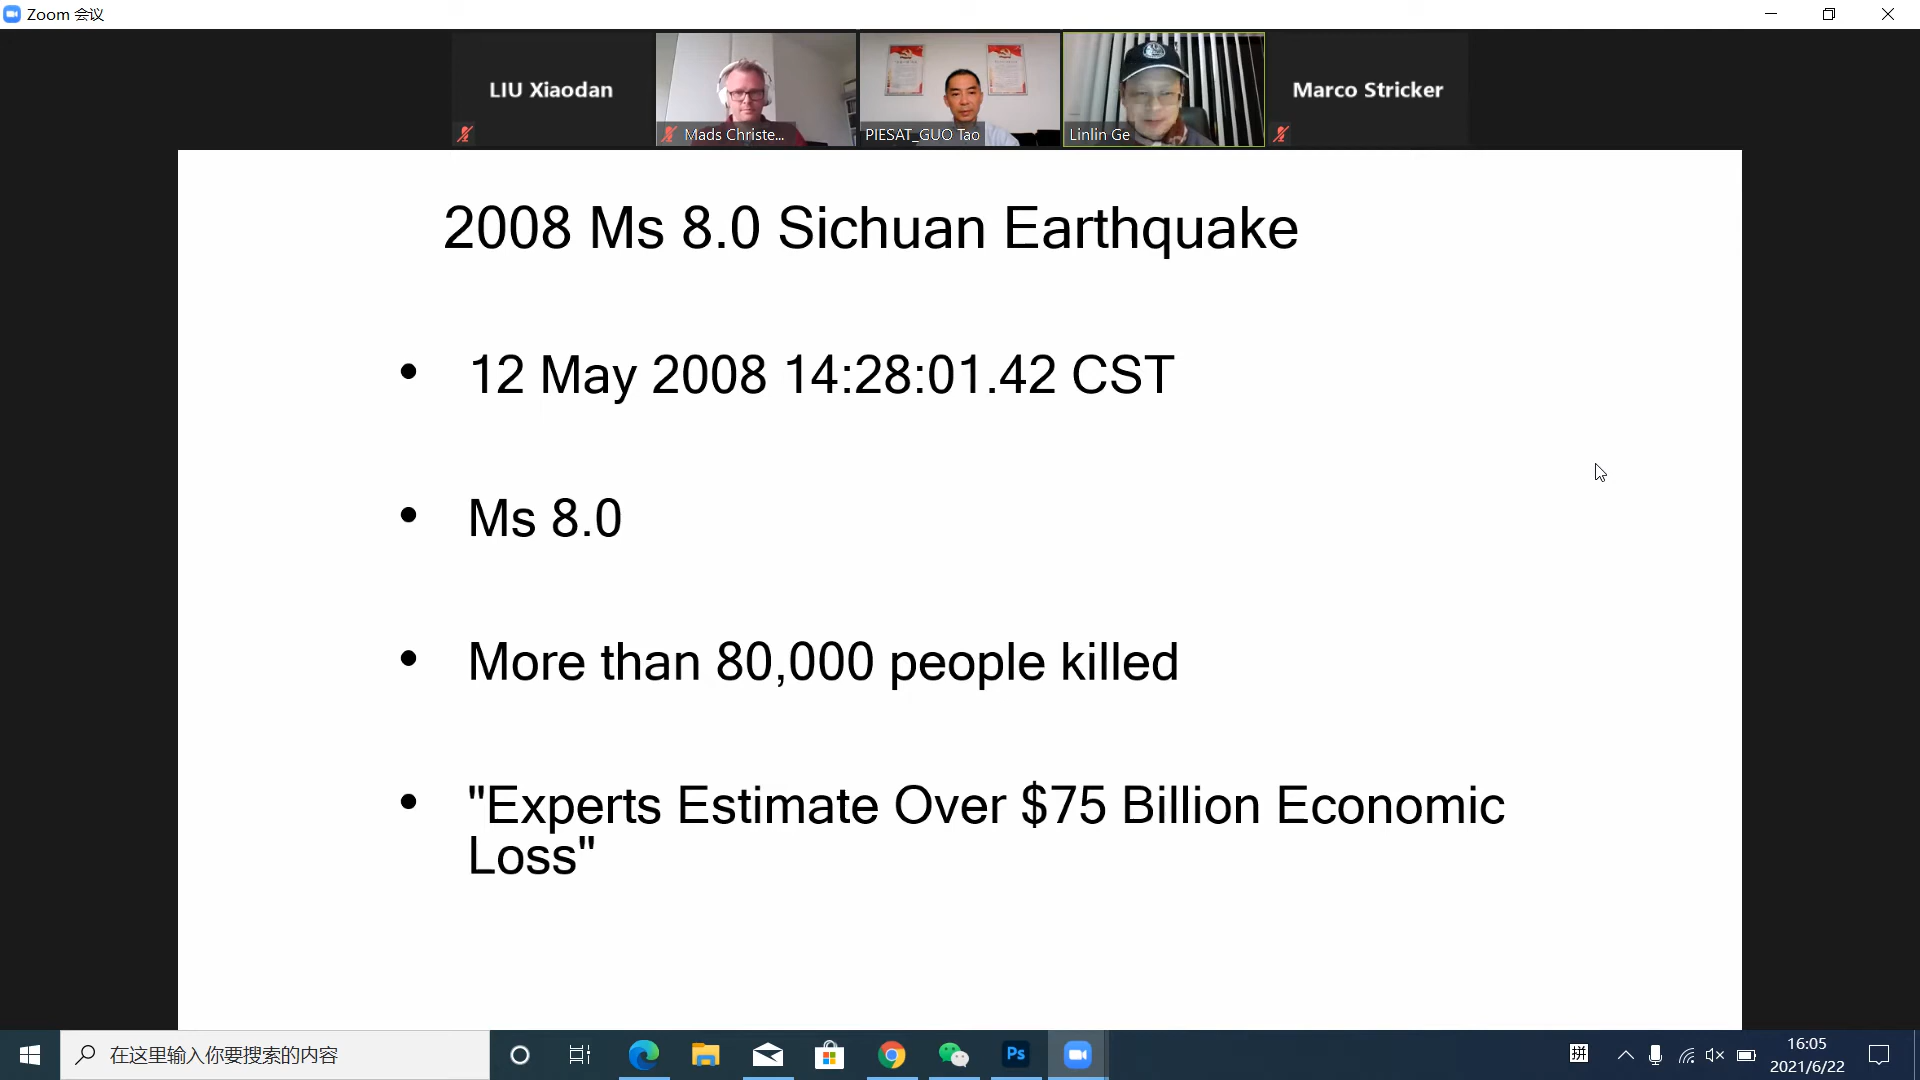 Zoom 会议
LIU Xiaodan
Mads Christe...
PIESAT_GUO Tao
Linlin Ge
Marco Stricker
2008 Ms 8.0 Sichuan Earthquake
• 12 May 2008 14:28:01.42 CST
• Ms 8.0
• More than 80,000 people killed
• "Experts Estimate Over $75 Billion Economic
Loss"
在这里输入你要搜索的内容
Ps
拼
16:05
2021/6/22